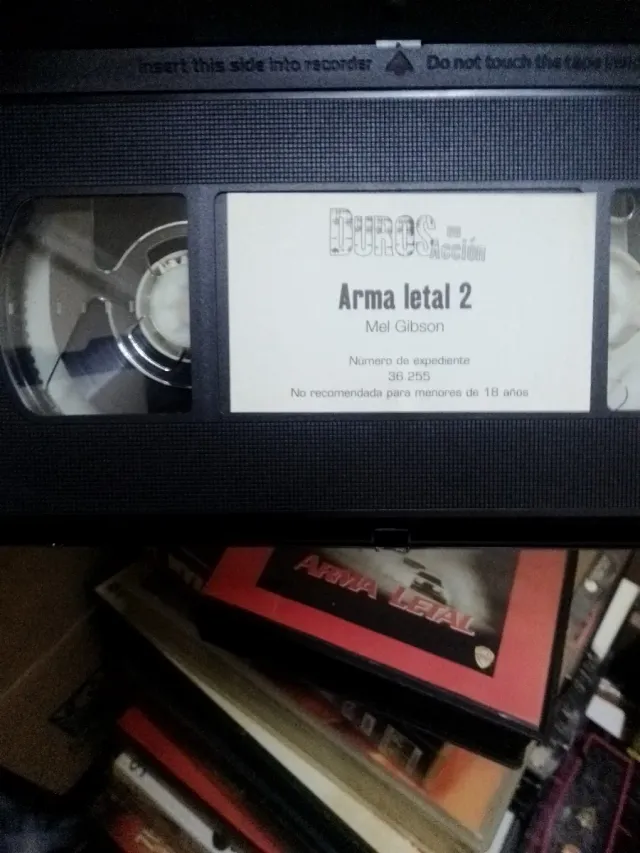 Insert this side into recorder Do not touch the tape inside
DUROS EN ACCIÓN
Arma letal 2
Mel Gibson
Número de expediente
36 255
No recomendada para menores de 18 años
ARMA LETAL